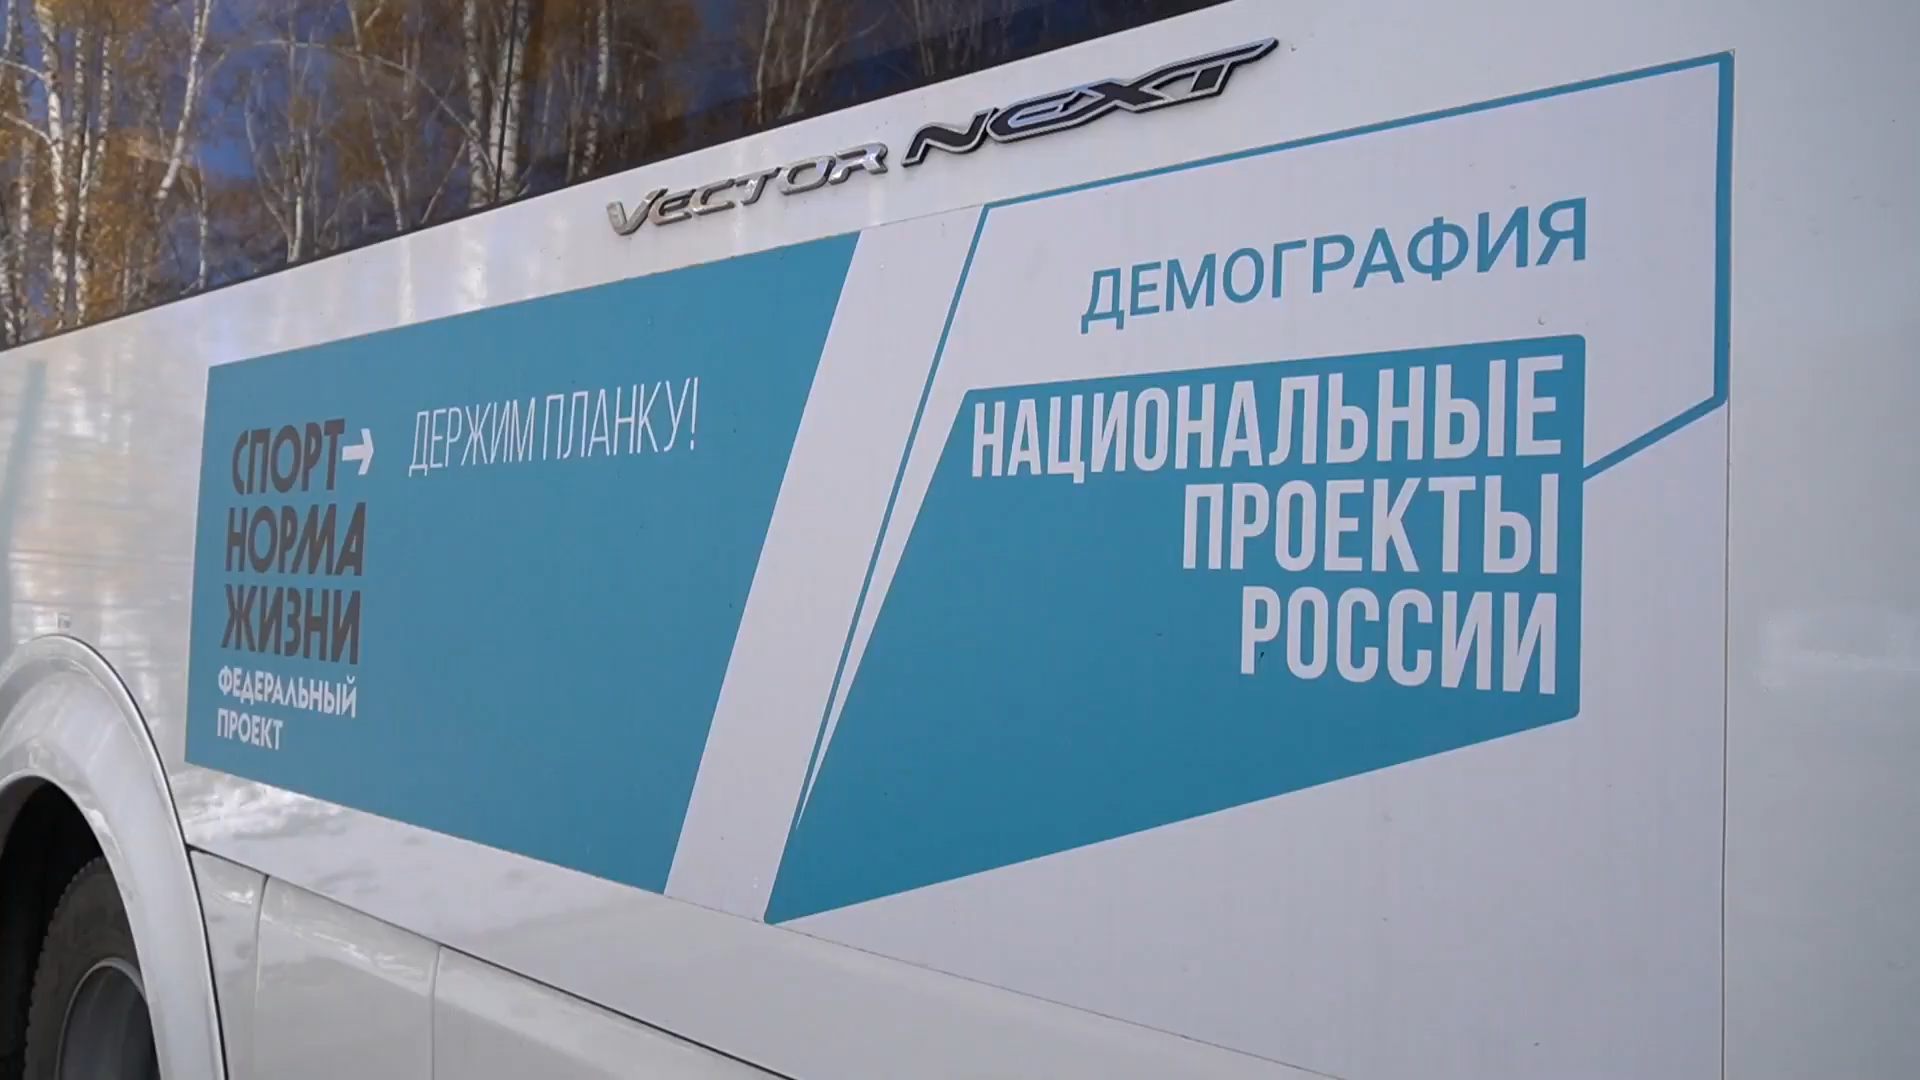 VECTOR NEXT
СПОРТ→
НОРМА
ЖИЗНИ
ФЕДЕРАЛЬНЫЙ
ПРОЕКТ
ДЕРЖИМ ПЛАНКУ!
ДЕМОГРАФИЯ
НАЦИОНАЛЬНЫЕ
ПРОЕКТЫ
РОССИИ